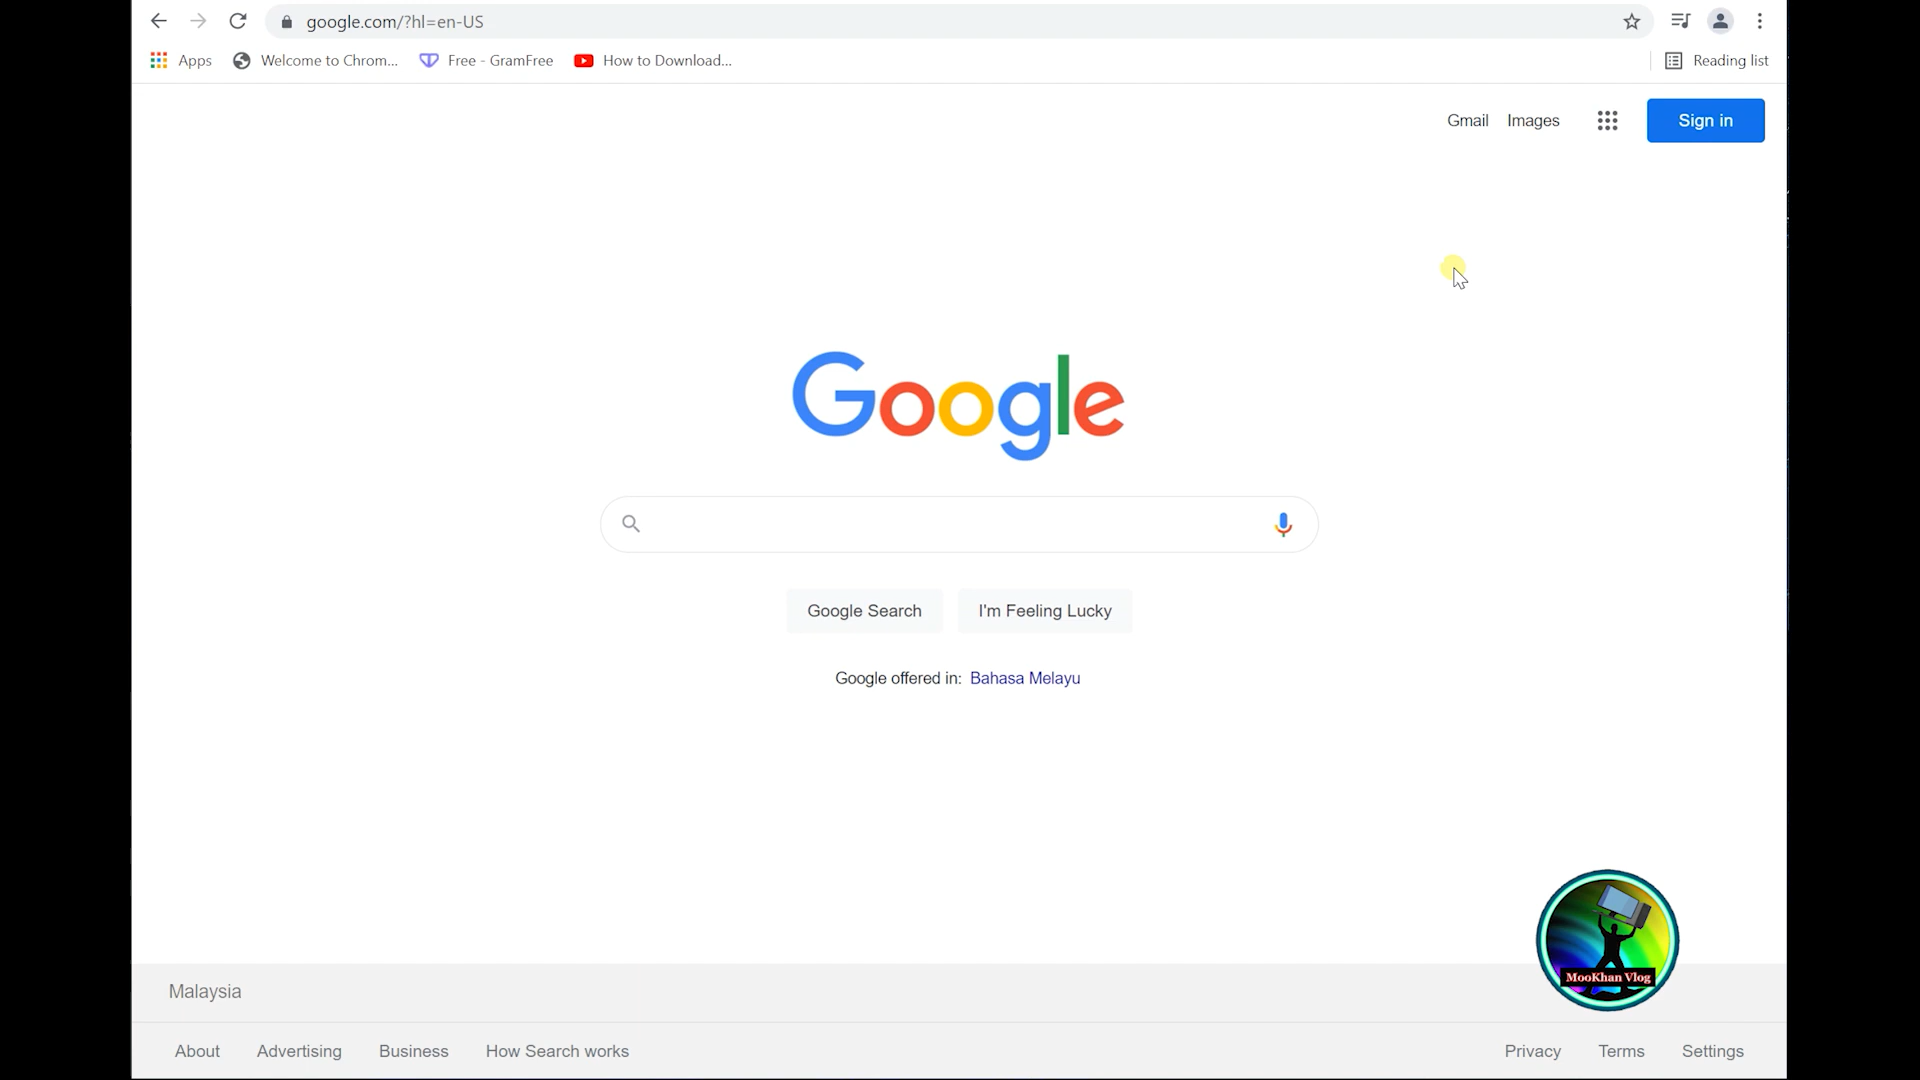 google.com/?hl=en-US
Apps Welcome to Chrom... Free - GramFree How to Download... Reading list
Gmail Images Sign in
Google
Google Search I'm Feeling Lucky
Google offered in: Bahasa Melayu
MooKhan Vlog
Malaysia
About Advertising Business How Search works Privacy Terms Settings